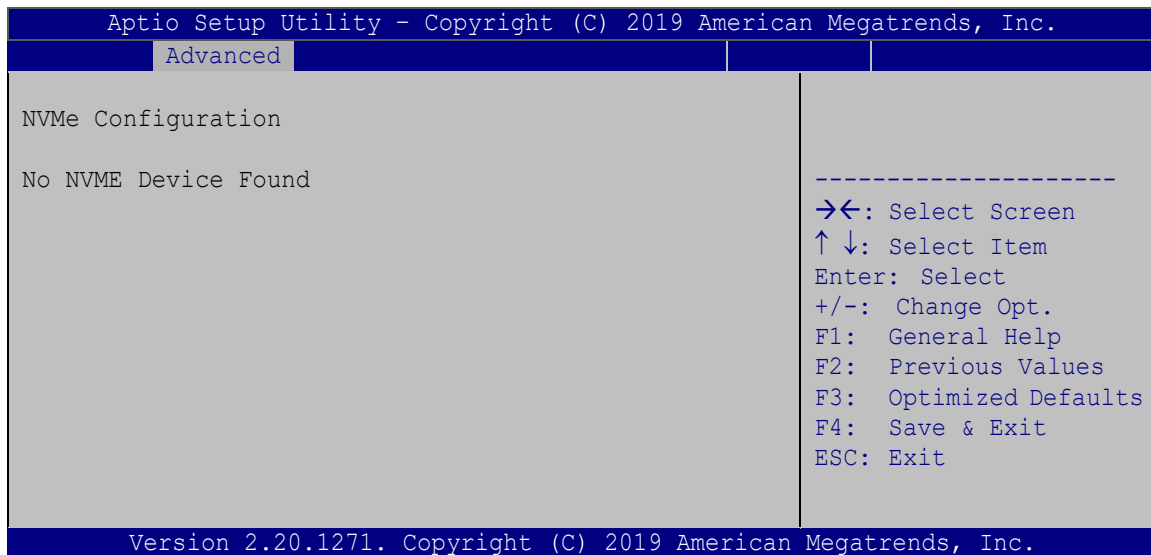 Aptio Setup Utility – Copyright (C) 2019 American Megatrends, Inc.
Advanced
NVMe Configuration
No NVME Device Found
---------------------
→←: Select Screen
↑ ↓: Select Item
Enter: Select
+/-: Change Opt.
F1: General Help
F2: Previous Values
F3: Optimized Defaults
F4: Save & Exit
ESC: Exit
Version 2.20.1271. Copyright (C) 2019 American Megatrends, Inc.